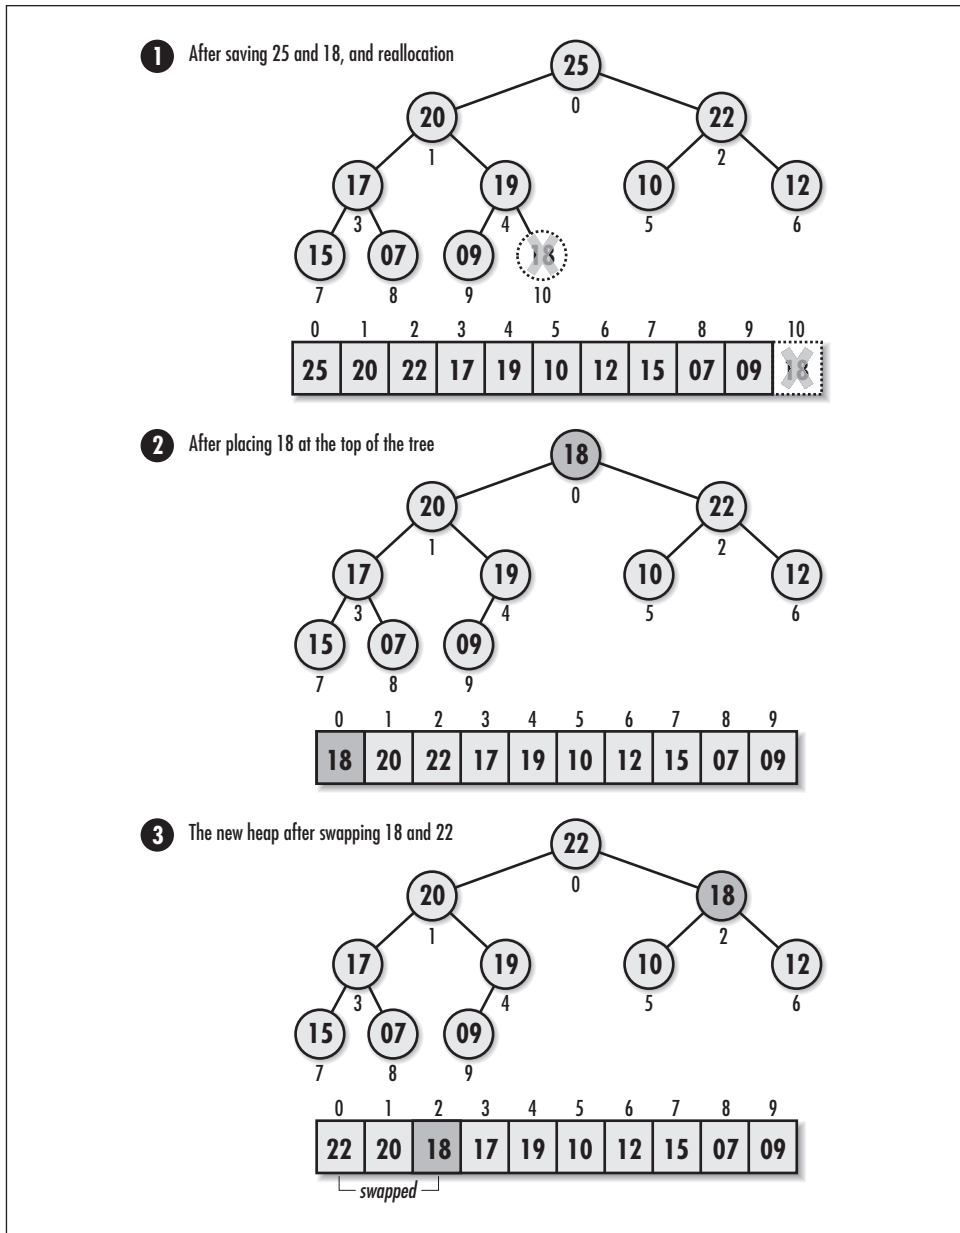 1 After saving 25 and 18, and reallocation
25
0
20 22
1 2
17 19 10 12
3 4 5 6
15 07 09 18
7 8 9 10
0 1 2 3 4 5 6 7 8 9 10
25 20 22 17 19 10 12 15 07 09 18
2 After placing 18 at the top of the tree
18
0
20 22
1 2
17 19 10 12
3 4 5 6
15 07 09
7 8 9
0 1 2 3 4 5 6 7 8 9
18 20 22 17 19 10 12 15 07 09
3 The new heap after swapping 18 and 22
22
0
20 18
1 2
17 19 10 12
3 4 5 6
15 07 09
7 8 9
0 1 2 3 4 5 6 7 8 9
22 20 18 17 19 10 12 15 07 09
swapped